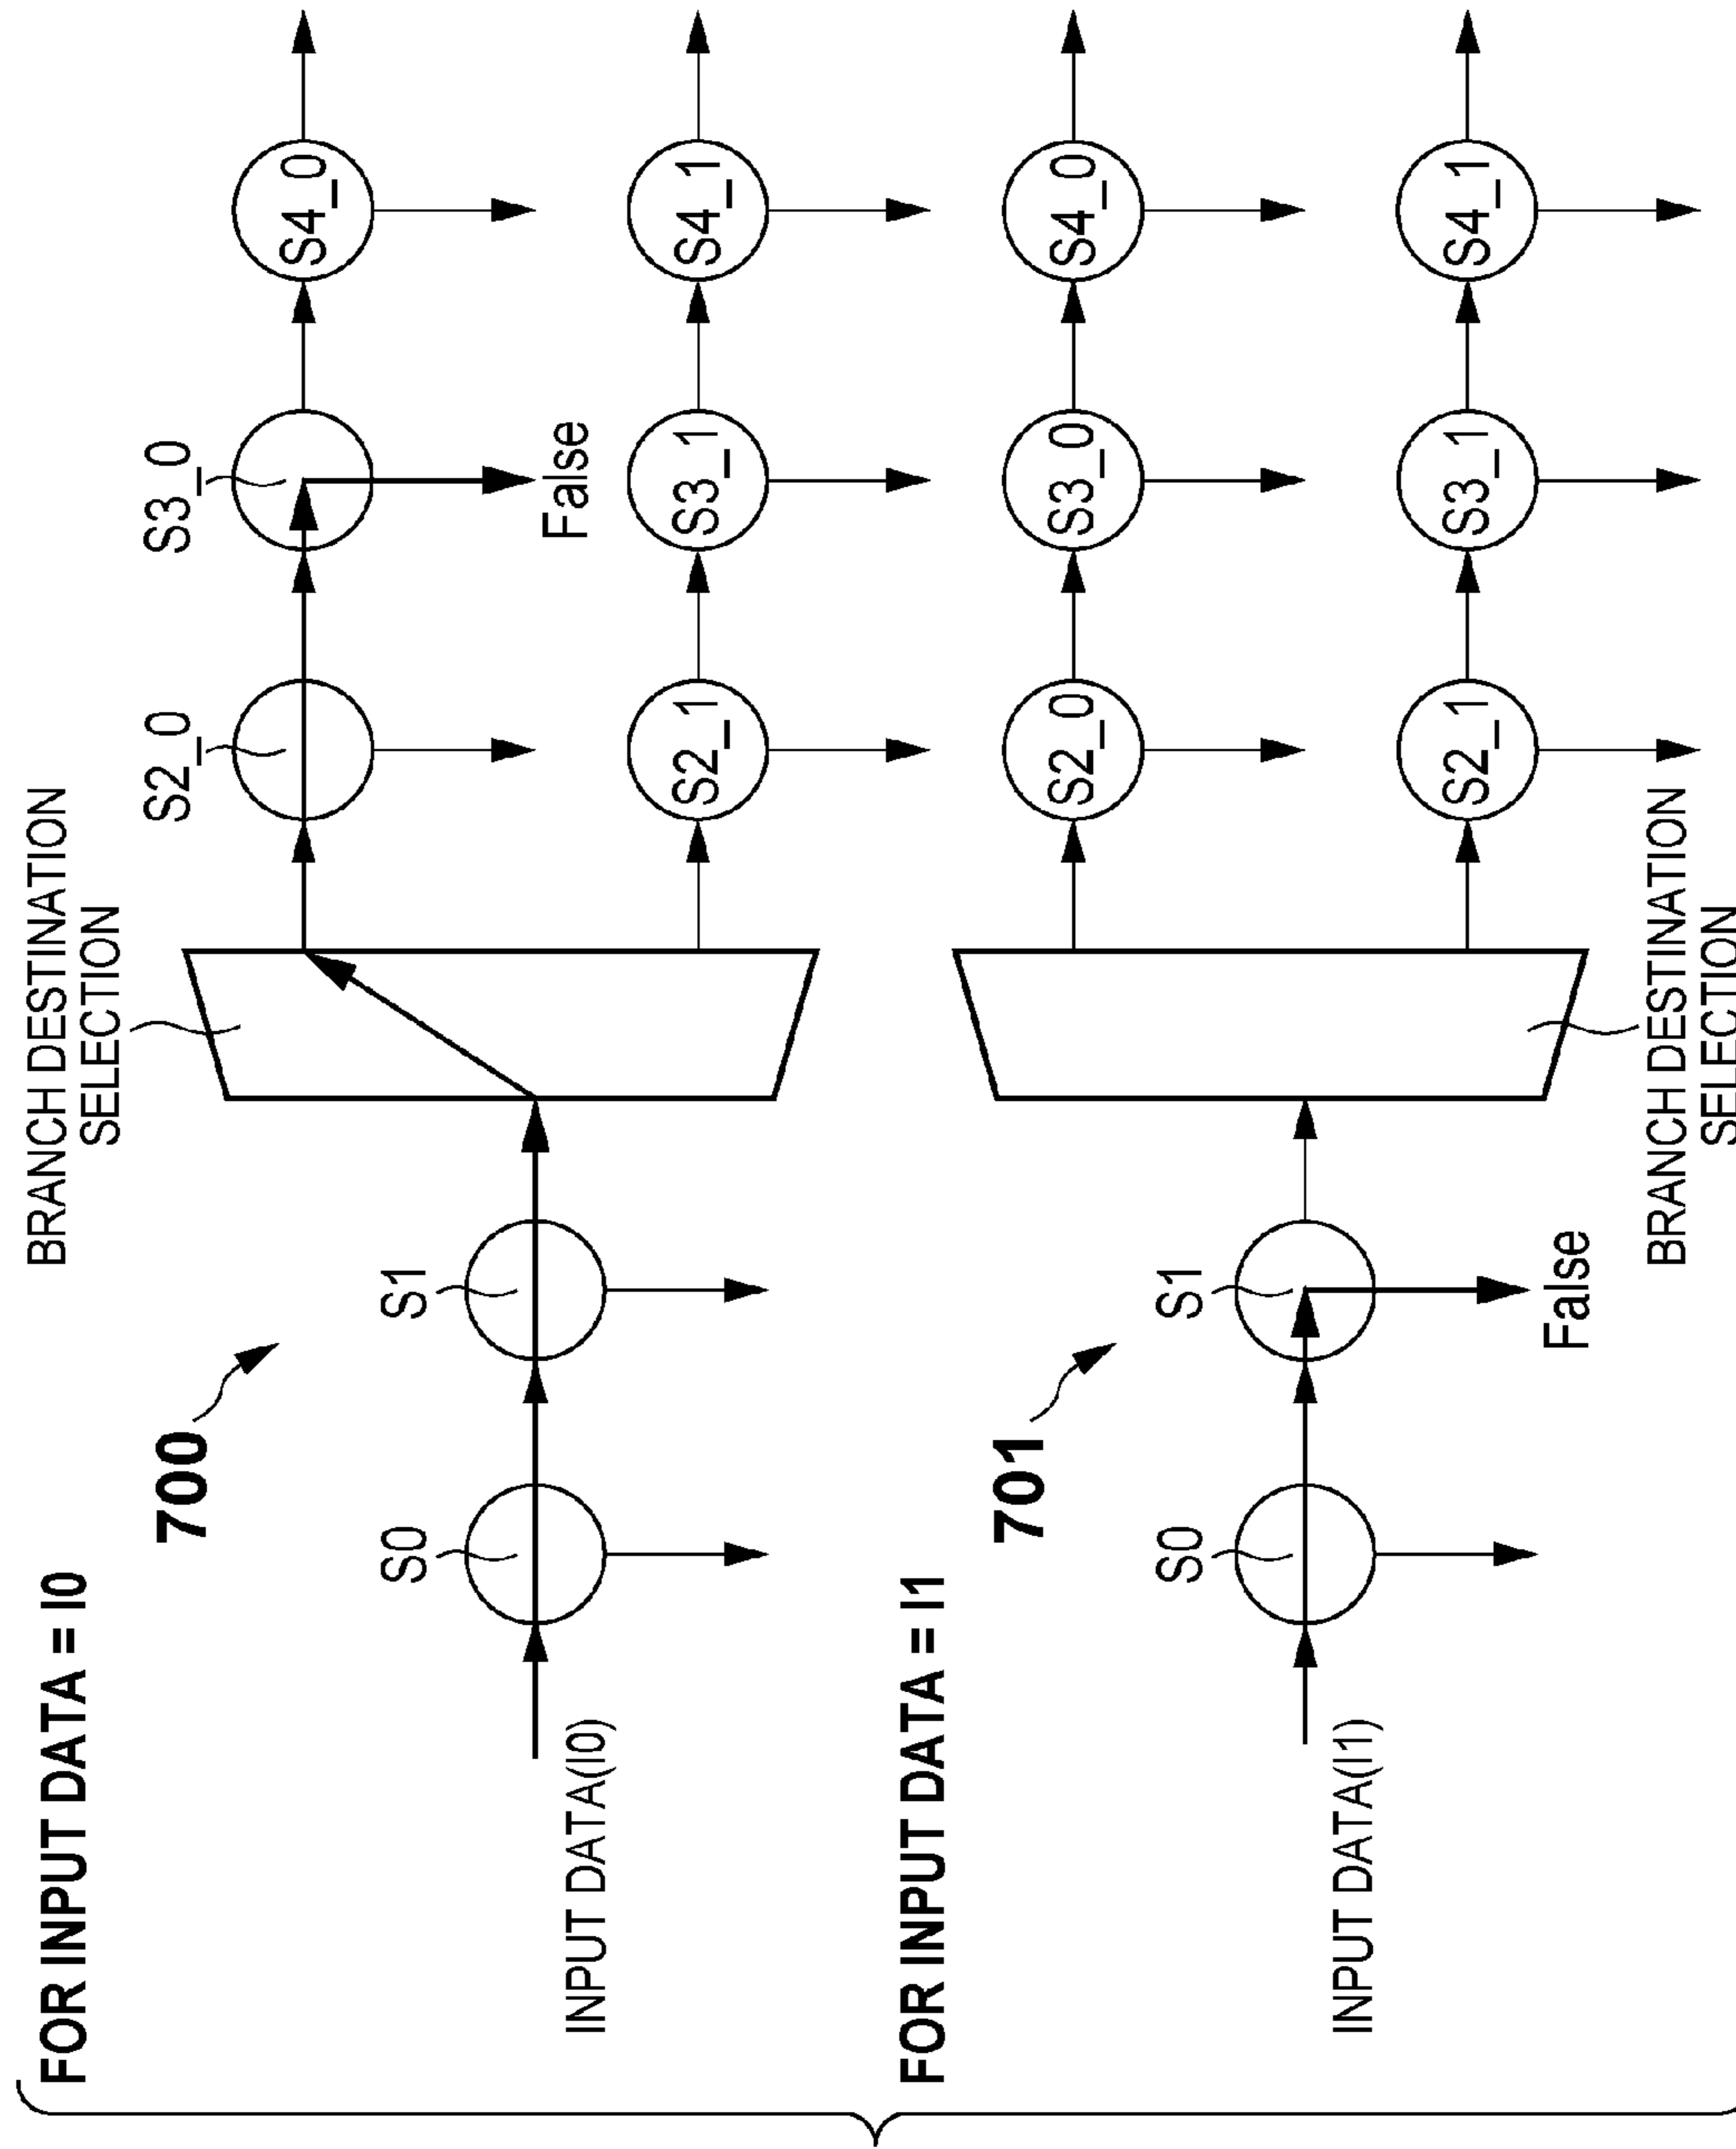 FOR INPUT DATA = I0
7000
INPUT DATA(I0)
S0
S1
BRANCH DESTINATION
SELECTION
S2_0
S3_0
S4_0
False
S2_1
S3_1
S4_1
FOR INPUT DATA = I1
7001
INPUT DATA(I1)
S0
S1
False
BRANCH DESTINATION
SELECTION
S2_0
S3_0
S4_0
S2_1
S3_1
S4_1